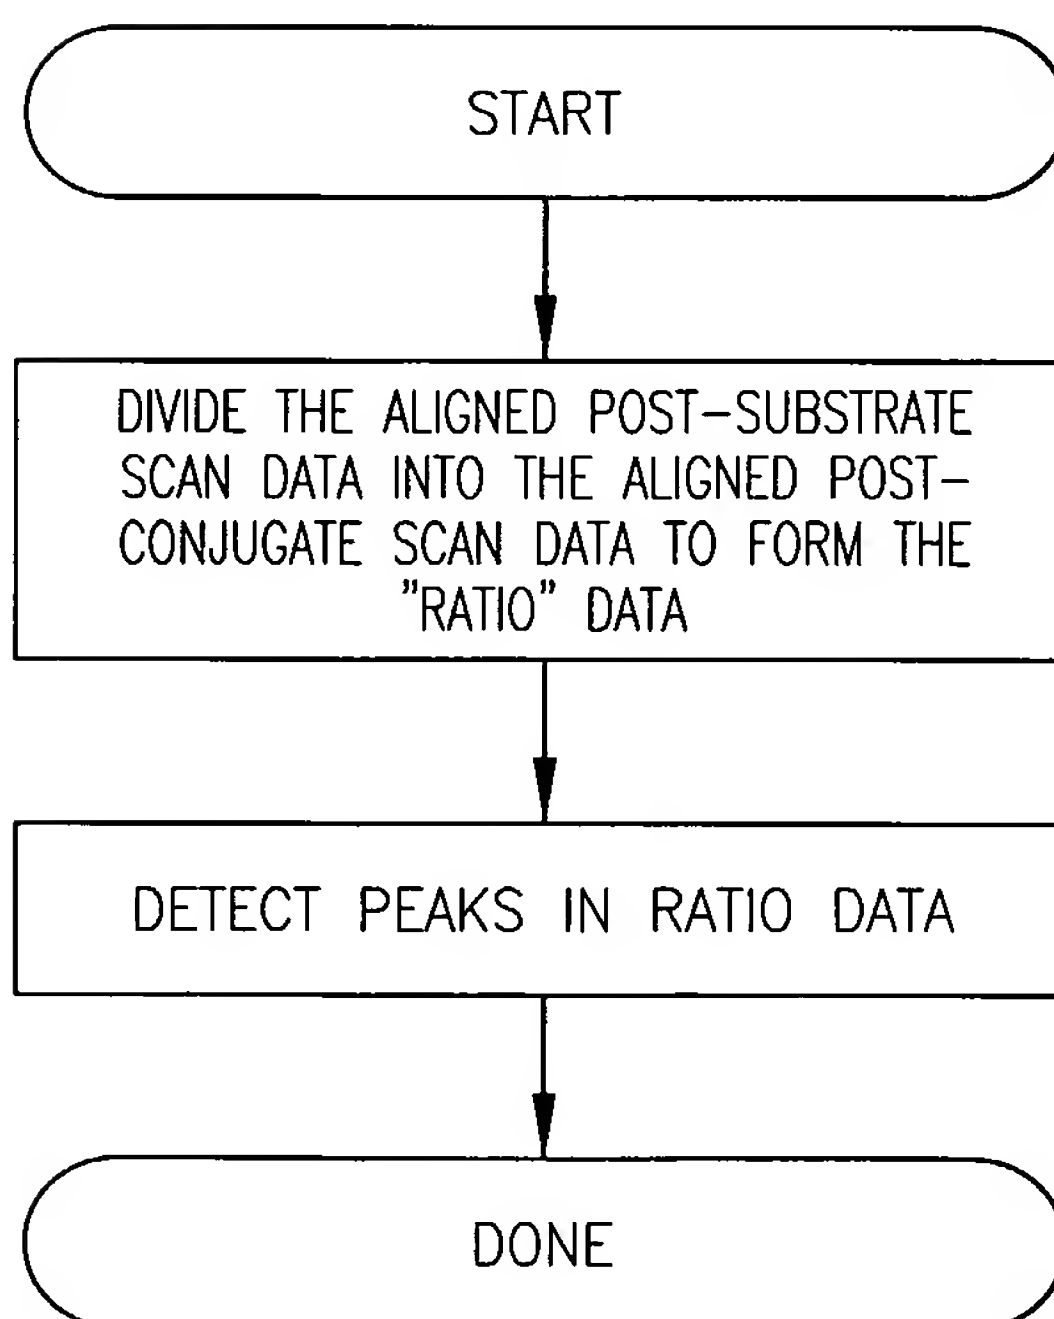 START
DIVIDE THE ALIGNED POST-SUBSTRATE
SCAN DATA INTO THE ALIGNED POST-
CONJUGATE SCAN DATA TO FORM THE
"RATIO" DATA
DETECT PEAKS IN RATIO DATA
DONE